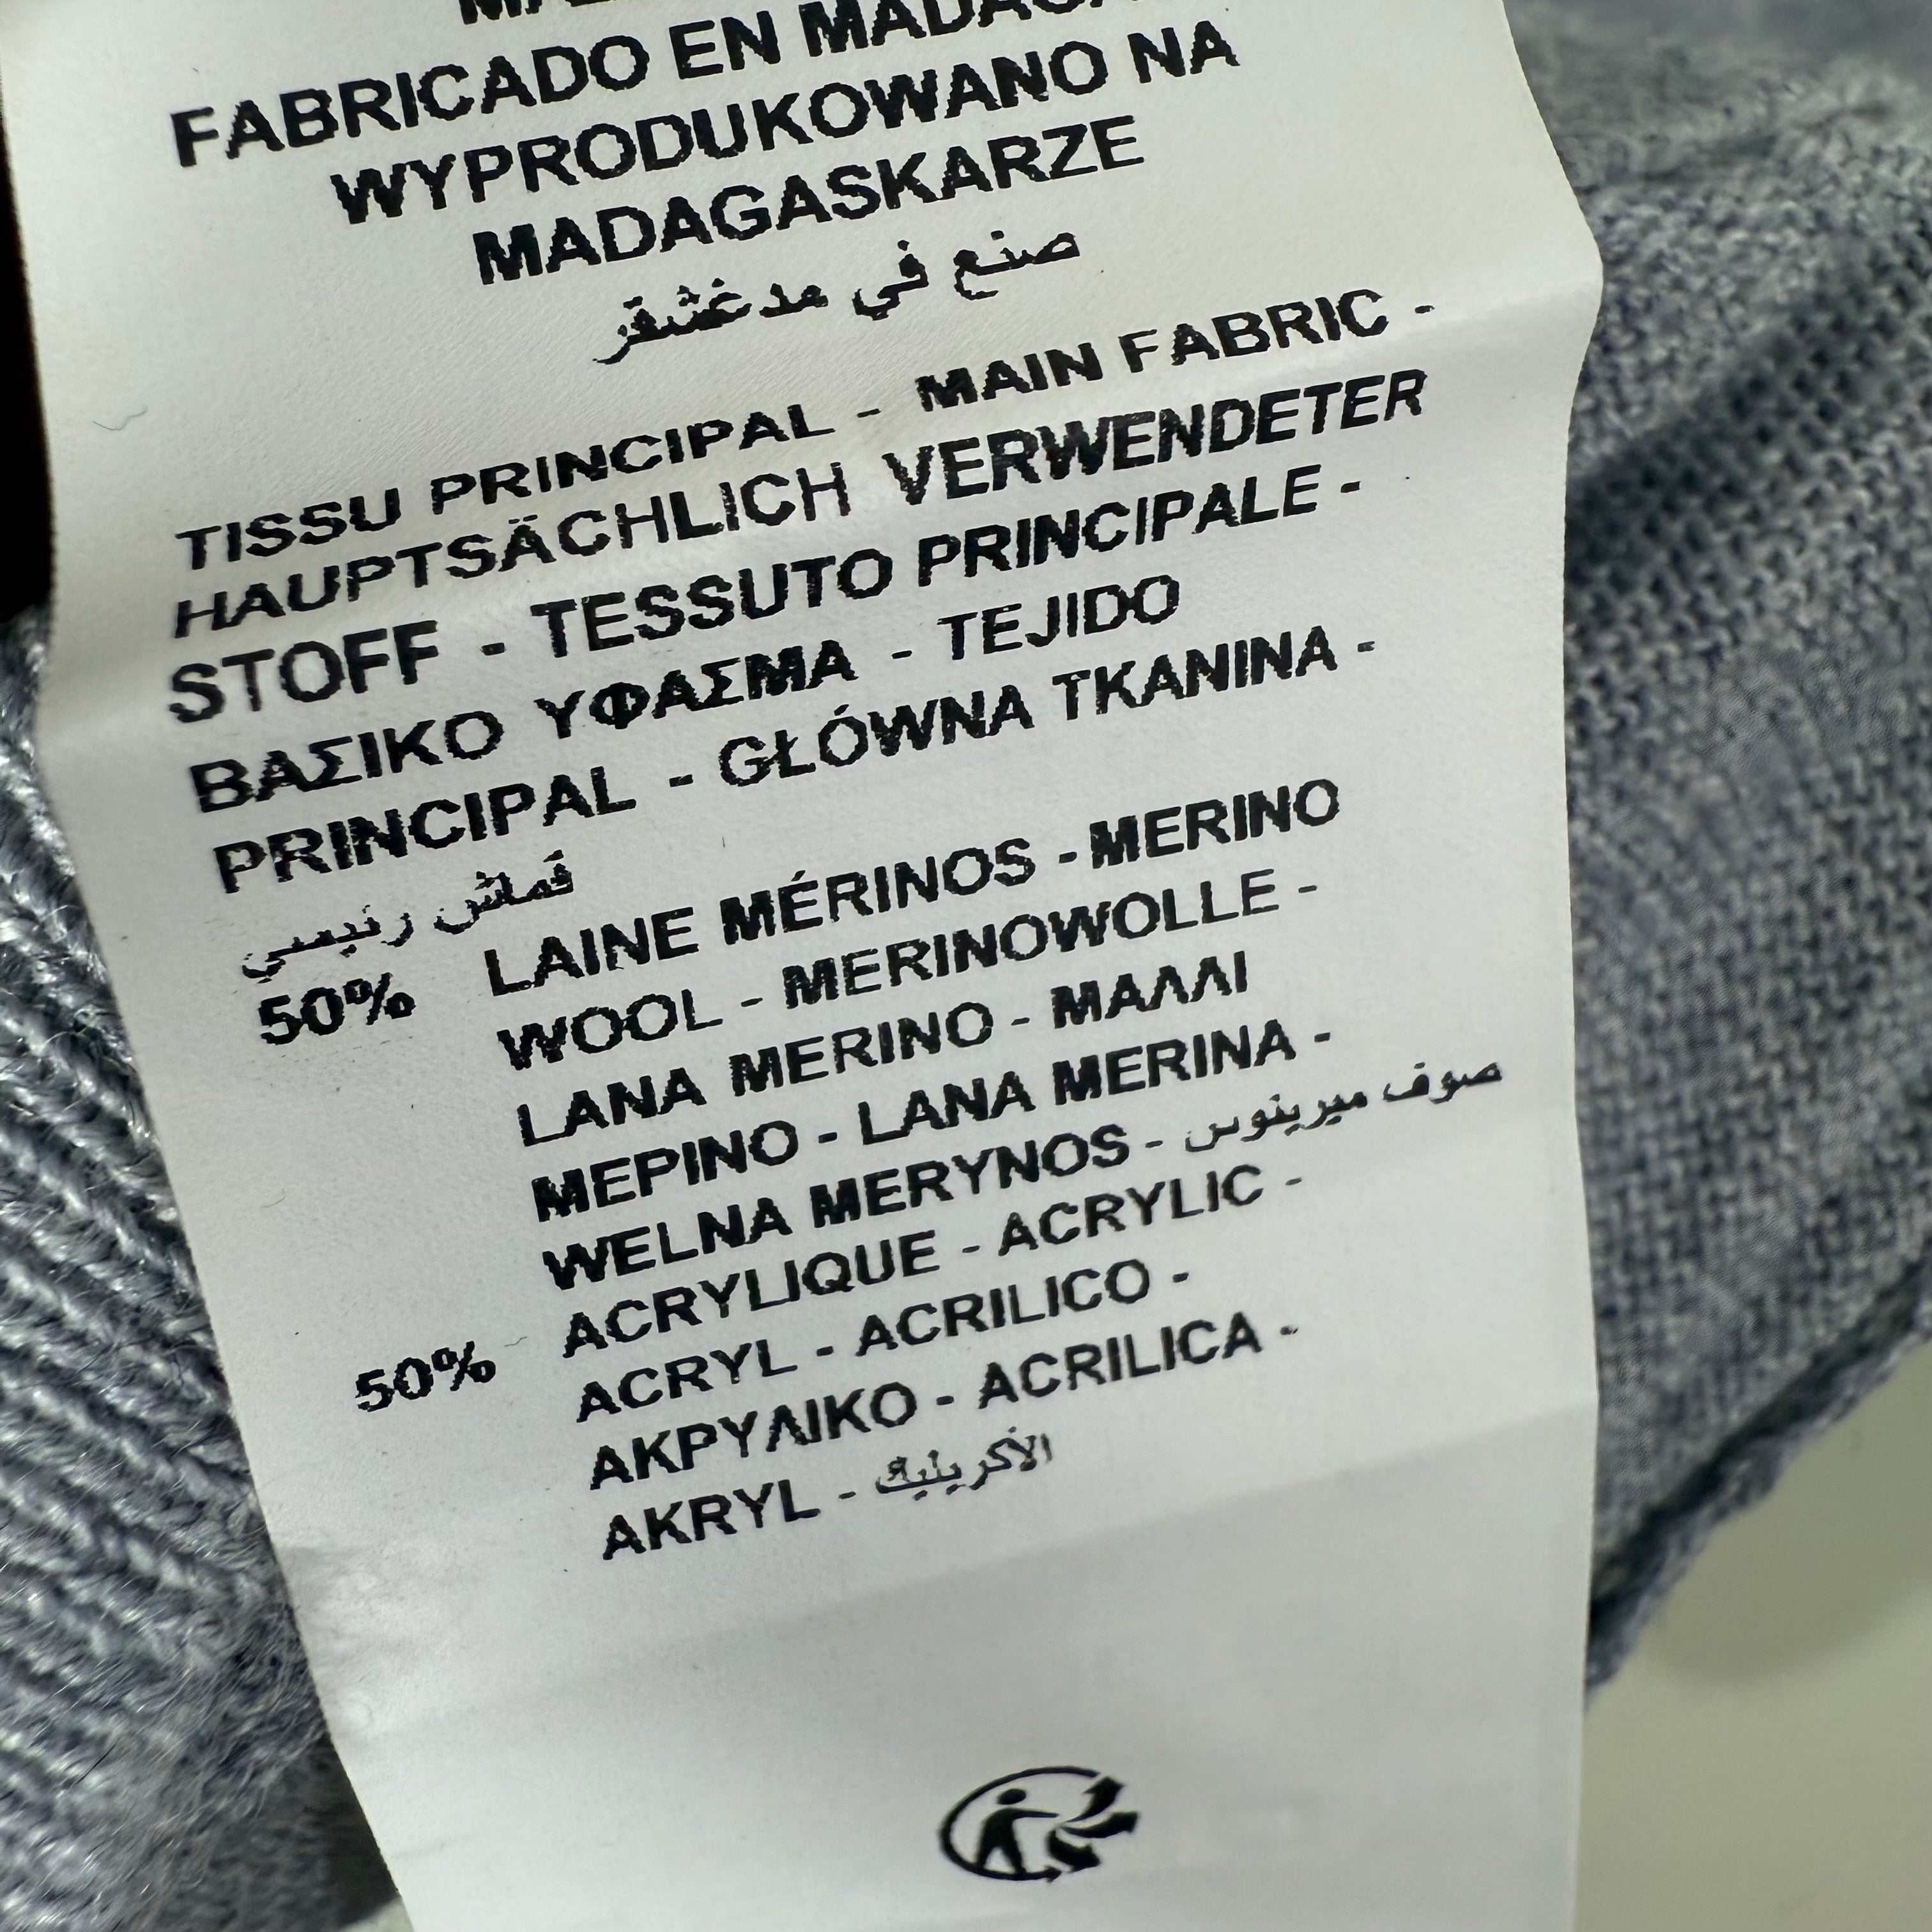 FABRICADO EN
WYPRODUKOWANO NA
MADAGASKARZE
صنع في مدغشقر
TISSU PRINCIPAL - MAIN FABRIC -
HAUPTSÄCHLICH VERWENDETER
STOFF - TESSUTO PRINCIPALE -
ΒΑΣΙΚΟ ΥΦΑΣΜΑ - TEJIDO
PRINCIPAL - GŁÓWNA TKANINA -
قماش رئيسي
50% LAINE MÉRINOS - MERINO
WOOL - MERINOWOLLE -
LANA MERINO - ΜΑΛΛΙ
ΜΕΡΙΝΟ - LANA MERINA -
WELNA MERYNOS - صوف ميرينوس
50% ACRYLIQUE - ACRYLIC -
ACRYL - ACRILICO -
ΑΚΡΥΛΙΚΟ - ACRILICA -
AKRYL - الأكريليك